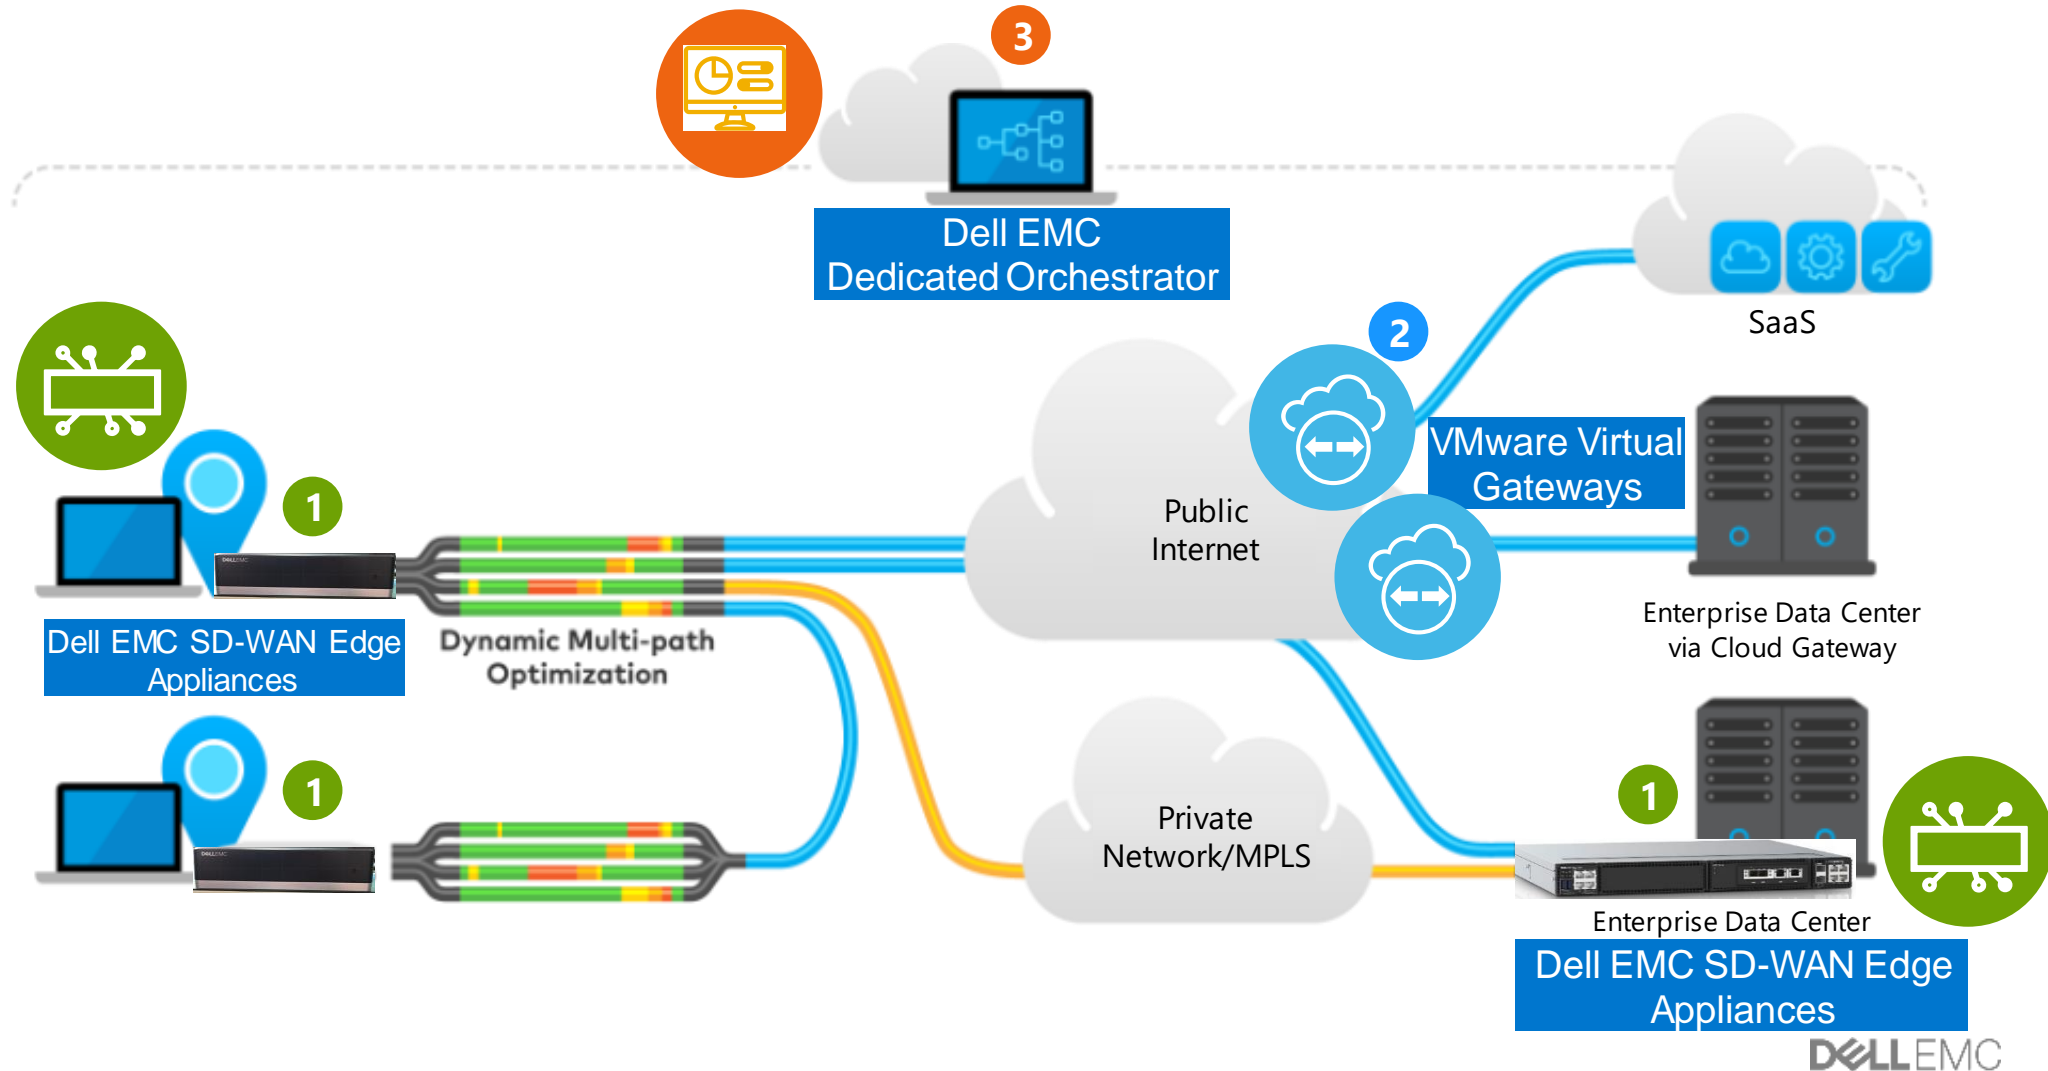 3
Dell EMC
Dedicated Orchestrator
SaaS
2
VMware Virtual
Gateways
Public
Internet
1
DELLEMC
Dell EMC SD-WAN Edge
Appliances
Dynamic Multi-path
Optimization
Enterprise Data Center
via Cloud Gateway
1
DELLEMC
Private
Network/MPLS
1
Enterprise Data Center
Dell EMC SD-WAN Edge
Appliances
DELLEMC